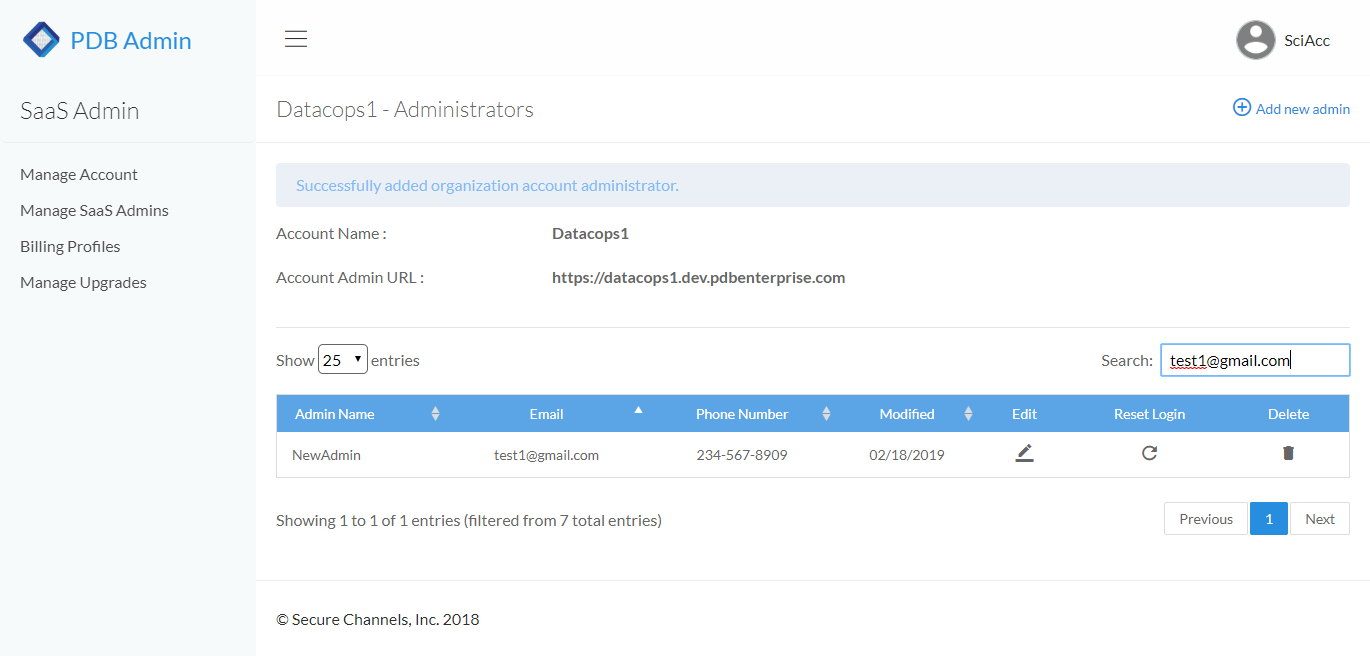 PDB Admin
SciAcc
SaaS Admin
Datacops1 - Administrators
Add new admin
Manage Account
Manage SaaS Admins
Billing Profiles
Manage Upgrades
Successfully added organization account administrator.
Account Name : Datacops1
Account Admin URL : https://datacops1.dev.pdbenterprise.com
Show 25 entries
Search: test1@gmail.com
Admin Name Email Phone Number Modified Edit Reset Login Delete
NewAdmin test1@gmail.com 234-567-8909 02/18/2019
Showing 1 to 1 of 1 entries (filtered from 7 total entries)
Previous 1 Next
© Secure Channels, Inc. 2018